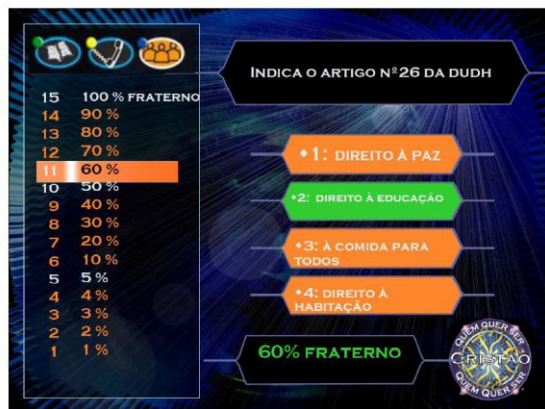 15 100 % FRATERNO
14 90 %
13 80 %
12 70 %
11 60 %
10 50 %
9 40 %
8 30 %
7 20 %
6 10 %
5 5 %
4 4 %
3 3 %
2 2 %
1 1 %
INDICA O ARTIGO Nº26 DA DUDH
•1: DIREITO À PAZ
•2: DIREITO À EDUCAÇÃO
•3: À COMIDA PARA
TODOS
•4: DIREITO À
HABITAÇÃO
60% FRATERNO
QUEM QUER SER
CRISTÃO
QUEM QUER SER